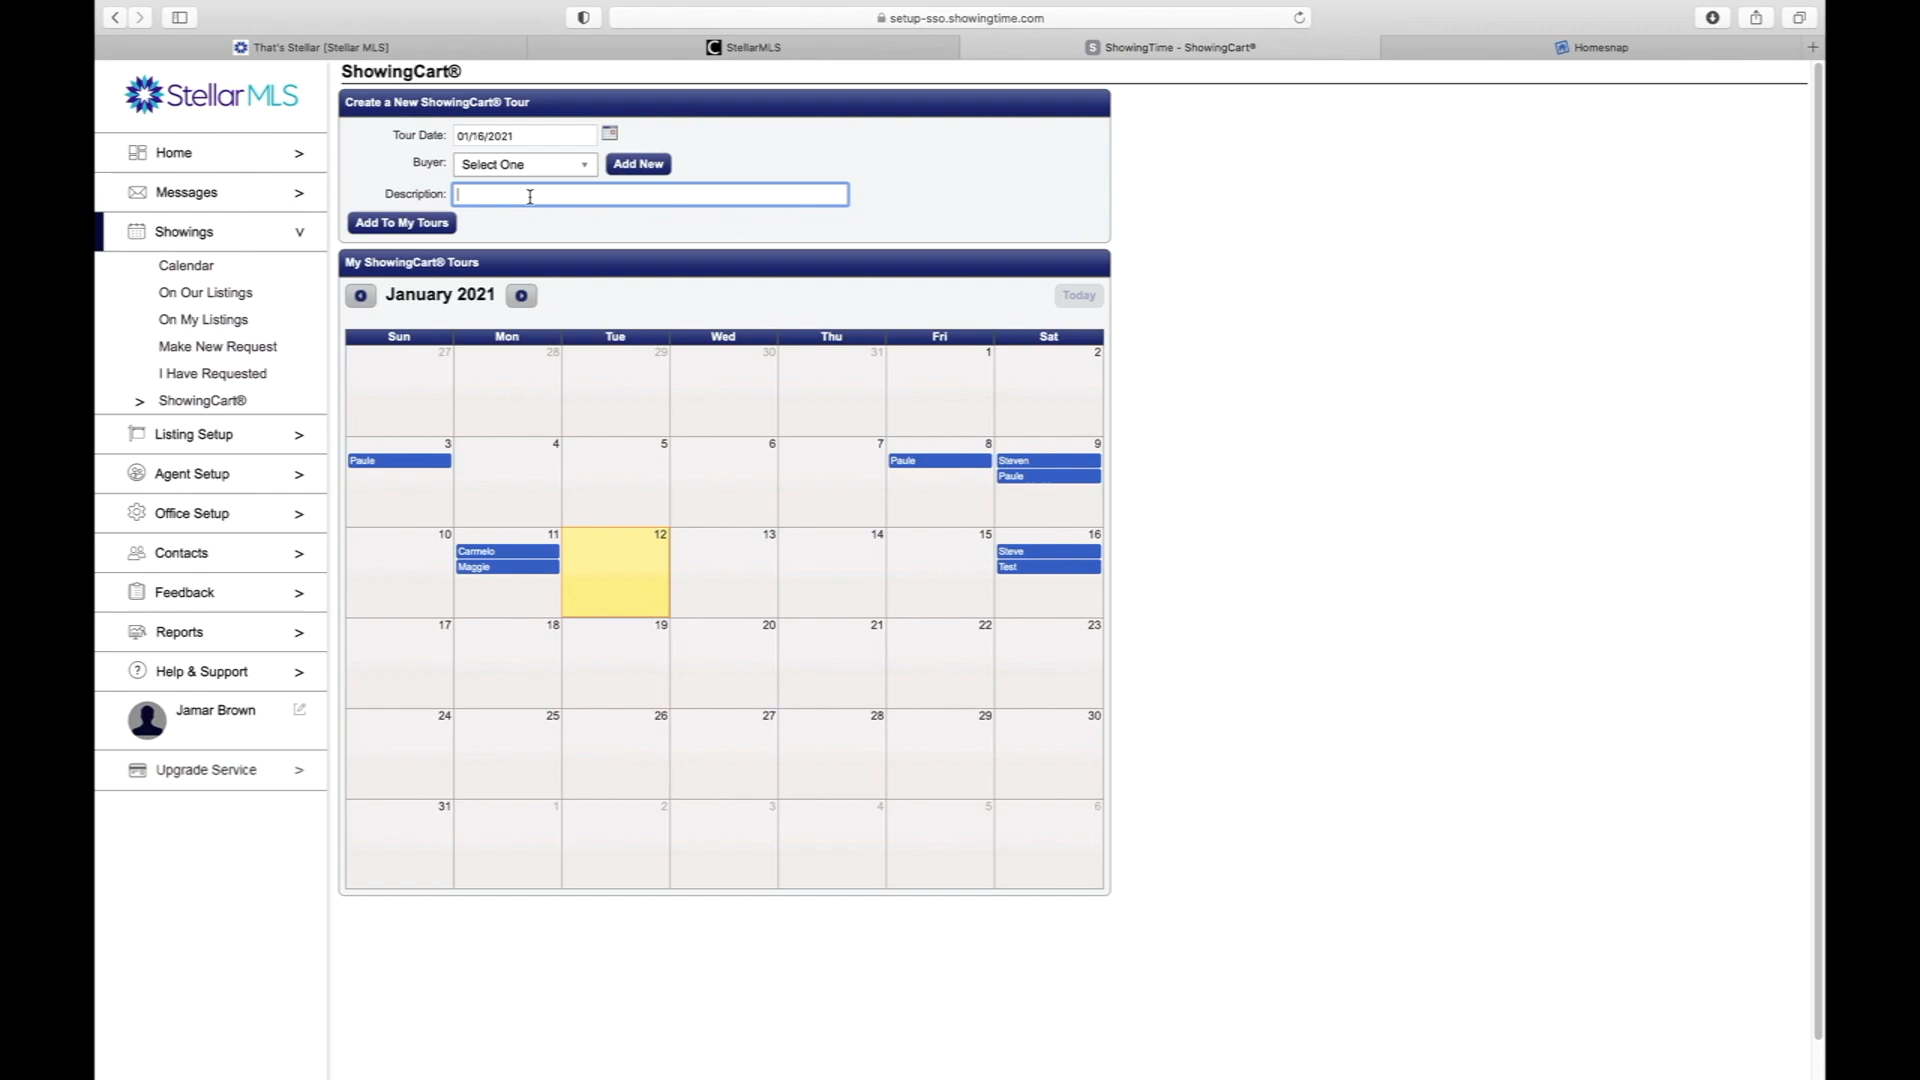 setup-sso.showingtime.com
That's Stellar [Stellar MLS]
StellarMLS
S ShowingTime - ShowingCart®
Homesnap
StellarMLS
Home >
Messages >
Showings v
Calendar
On Our Listings
On My Listings
Make New Request
I Have Requested
> ShowingCart®
Listing Setup >
Agent Setup >
Office Setup >
Contacts >
Feedback >
Reports >
Help & Support >
Jamar Brown
Upgrade Service >
ShowingCart®
Create a New ShowingCart® Tour
Tour Date: 01/16/2021
Buyer: Select One Add New
Description:
Add To My Tours
My ShowingCart® Tours
January 2021 Today
Sun Mon Tue Wed Thu Fri Sat
27 28 29 30 31 1 2
3 4 5 6 7 8 9
Paule Paule Steven
Paule
10 11 12 13 14 15 16
Carmelo Steve
Maggie Test
17 18 19 20 21 22 23
24 25 26 27 28 29 30
31 1 2 3 4 5 6